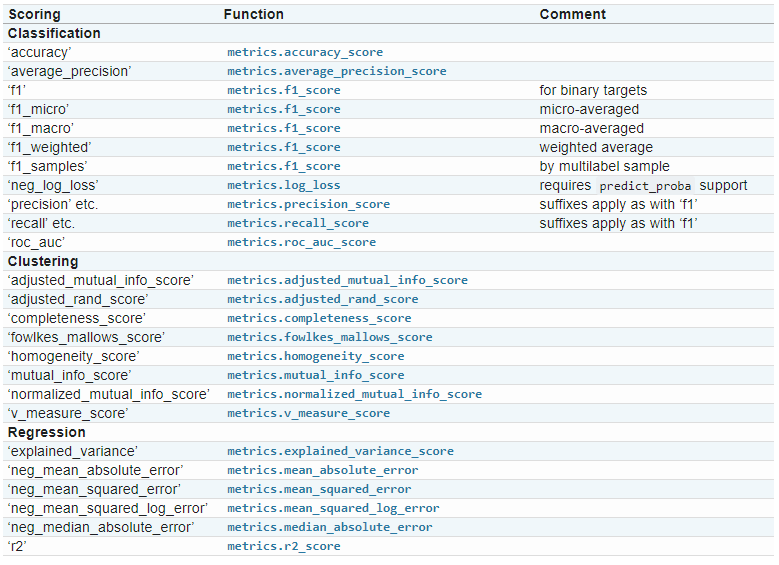 Scoring Function Comment
Classification
‘accuracy’ metrics.accuracy_score
‘average_precision’ metrics.average_precision_score
‘f1’ metrics.f1_score for binary targets
‘f1_micro’ metrics.f1_score micro-averaged
‘f1_macro’ metrics.f1_score macro-averaged
‘f1_weighted’ metrics.f1_score weighted average
‘f1_samples’ metrics.f1_score by multilabel sample
‘neg_log_loss’ metrics.log_loss requires predict_proba support
‘precision’ etc. metrics.precision_score suffixes apply as with ‘f1’
‘recall’ etc. metrics.recall_score suffixes apply as with ‘f1’
‘roc_auc’ metrics.roc_auc_score
Clustering
‘adjusted_mutual_info_score’ metrics.adjusted_mutual_info_score
‘adjusted_rand_score’ metrics.adjusted_rand_score
‘completeness_score’ metrics.completeness_score
‘fowlkes_mallows_score’ metrics.fowlkes_mallows_score
‘homogeneity_score’ metrics.homogeneity_score
‘mutual_info_score’ metrics.mutual_info_score
‘normalized_mutual_info_score’ metrics.normalized_mutual_info_score
‘v_measure_score’ metrics.v_measure_score
Regression
‘explained_variance’ metrics.explained_variance_score
‘neg_mean_absolute_error’ metrics.mean_absolute_error
‘neg_mean_squared_error’ metrics.mean_squared_error
‘neg_mean_squared_log_error’ metrics.mean_squared_log_error
‘neg_median_absolute_error’ metrics.median_absolute_error
‘r2’ metrics.r2_score